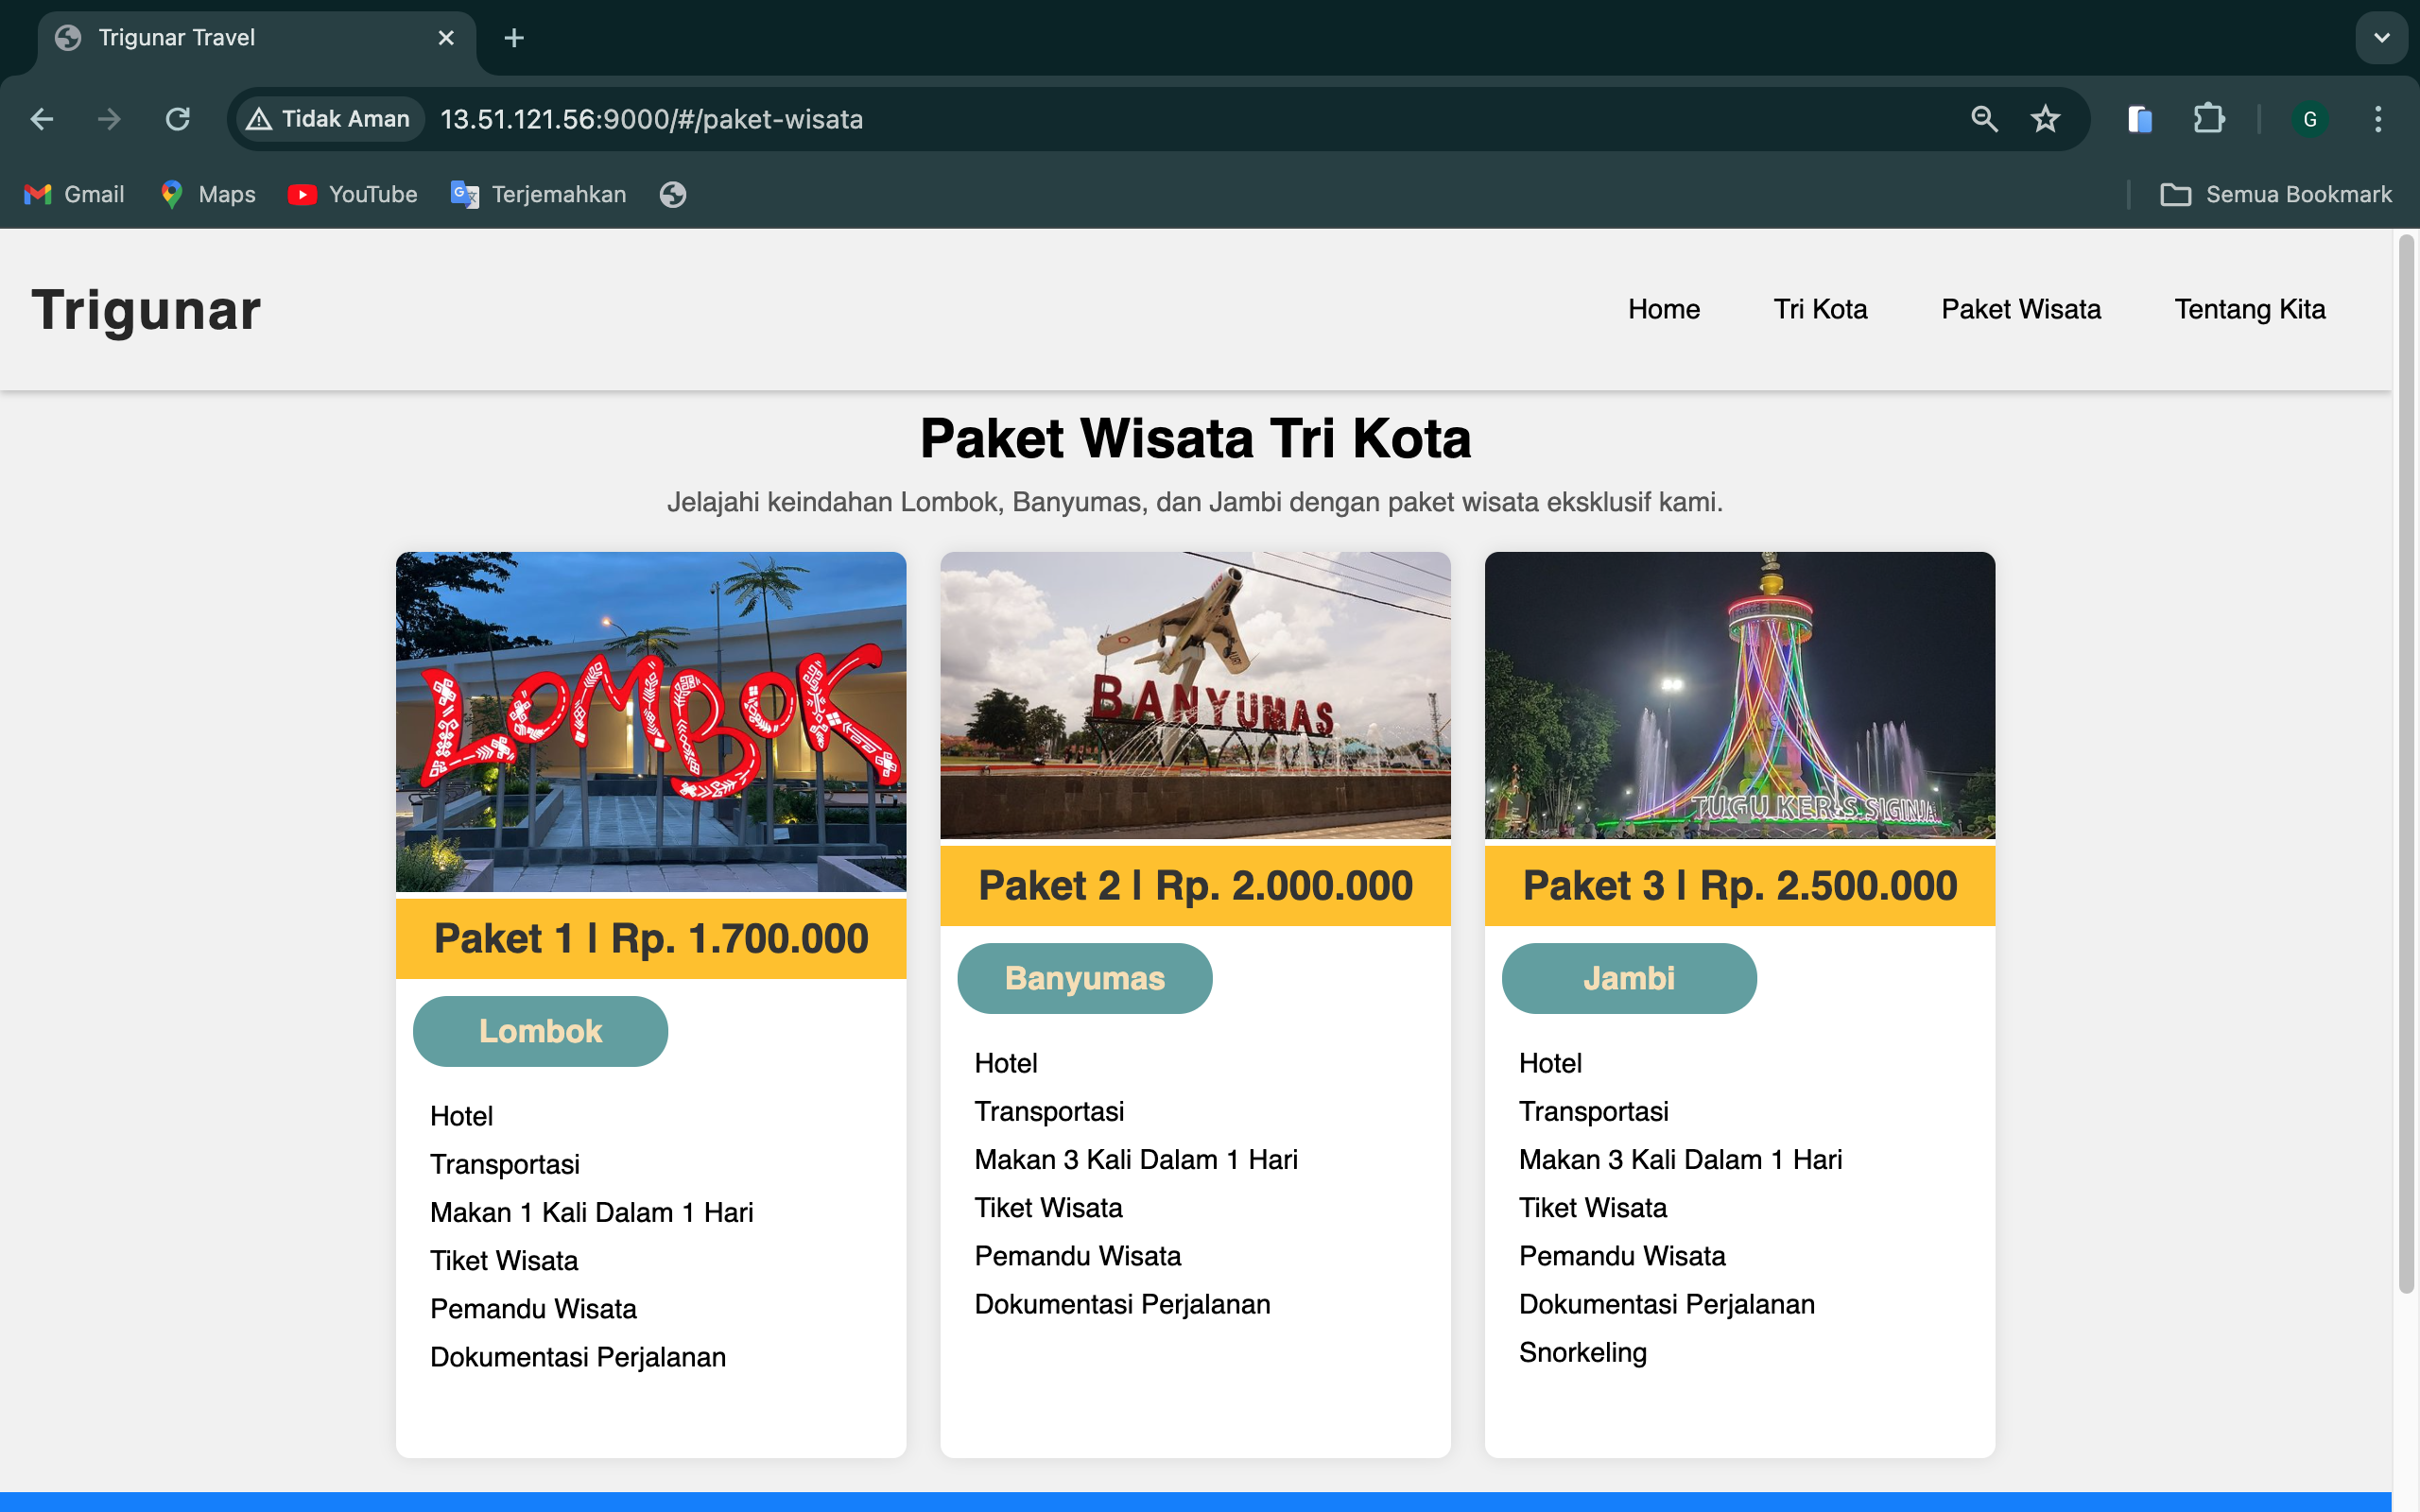 Trigunar Travel
Tidak Aman
13.51.121.56:9000/#/paket-wisata
G
Gmail
Maps
YouTube
Terjemahkan
Semua Bookmark
Trigunar
Home
Tri Kota
Paket Wisata
Tentang Kita
Paket Wisata Tri Kota
Jelajahi keindahan Lombok, Banyumas, dan Jambi dengan paket wisata eksklusif kami.
LOMBOK
Paket 1 | Rp. 1.700.000
Lombok
Hotel
Transportasi
Makan 1 Kali Dalam 1 Hari
Tiket Wisata
Pemandu Wisata
Dokumentasi Perjalanan
BANYUMAS
Paket 2 | Rp. 2.000.000
Banyumas
Hotel
Transportasi
Makan 3 Kali Dalam 1 Hari
Tiket Wisata
Pemandu Wisata
Dokumentasi Perjalanan
TUGU KERIS SIGINJAI
Paket 3 | Rp. 2.500.000
Jambi
Hotel
Transportasi
Makan 3 Kali Dalam 1 Hari
Tiket Wisata
Pemandu Wisata
Dokumentasi Perjalanan
Snorkeling